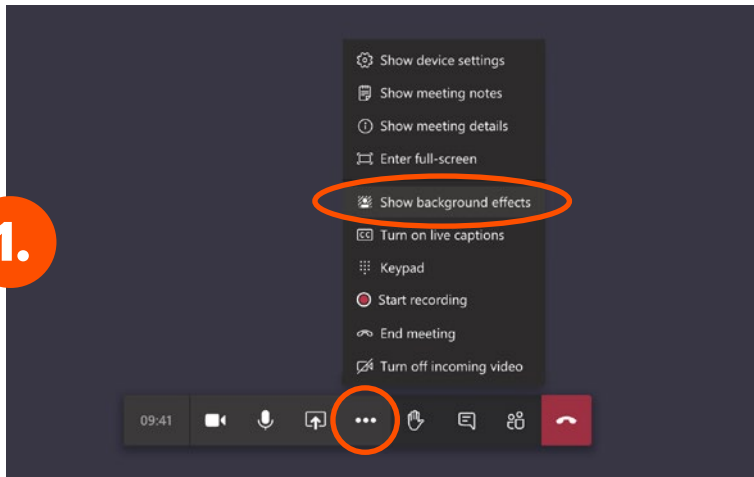 Show device settings
Show meeting notes
Show meeting details
Enter full-screen
Show background effects
1.
CC Turn on live captions
Keypad
Start recording
End meeting
Turn off incoming video
09:41